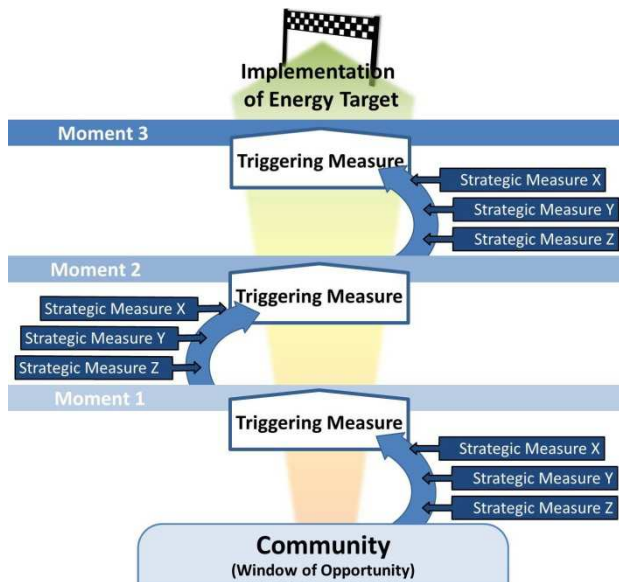 Implementation
of Energy Target
Moment 3
Triggering Measure
Strategic Measure X
Strategic Measure Y
Strategic Measure Z
Moment 2
Triggering Measure
Strategic Measure X
Strategic Measure Y
Strategic Measure Z
Moment 1
Triggering Measure
Strategic Measure X
Strategic Measure Y
Strategic Measure Z
Community
(Window of Opportunity)